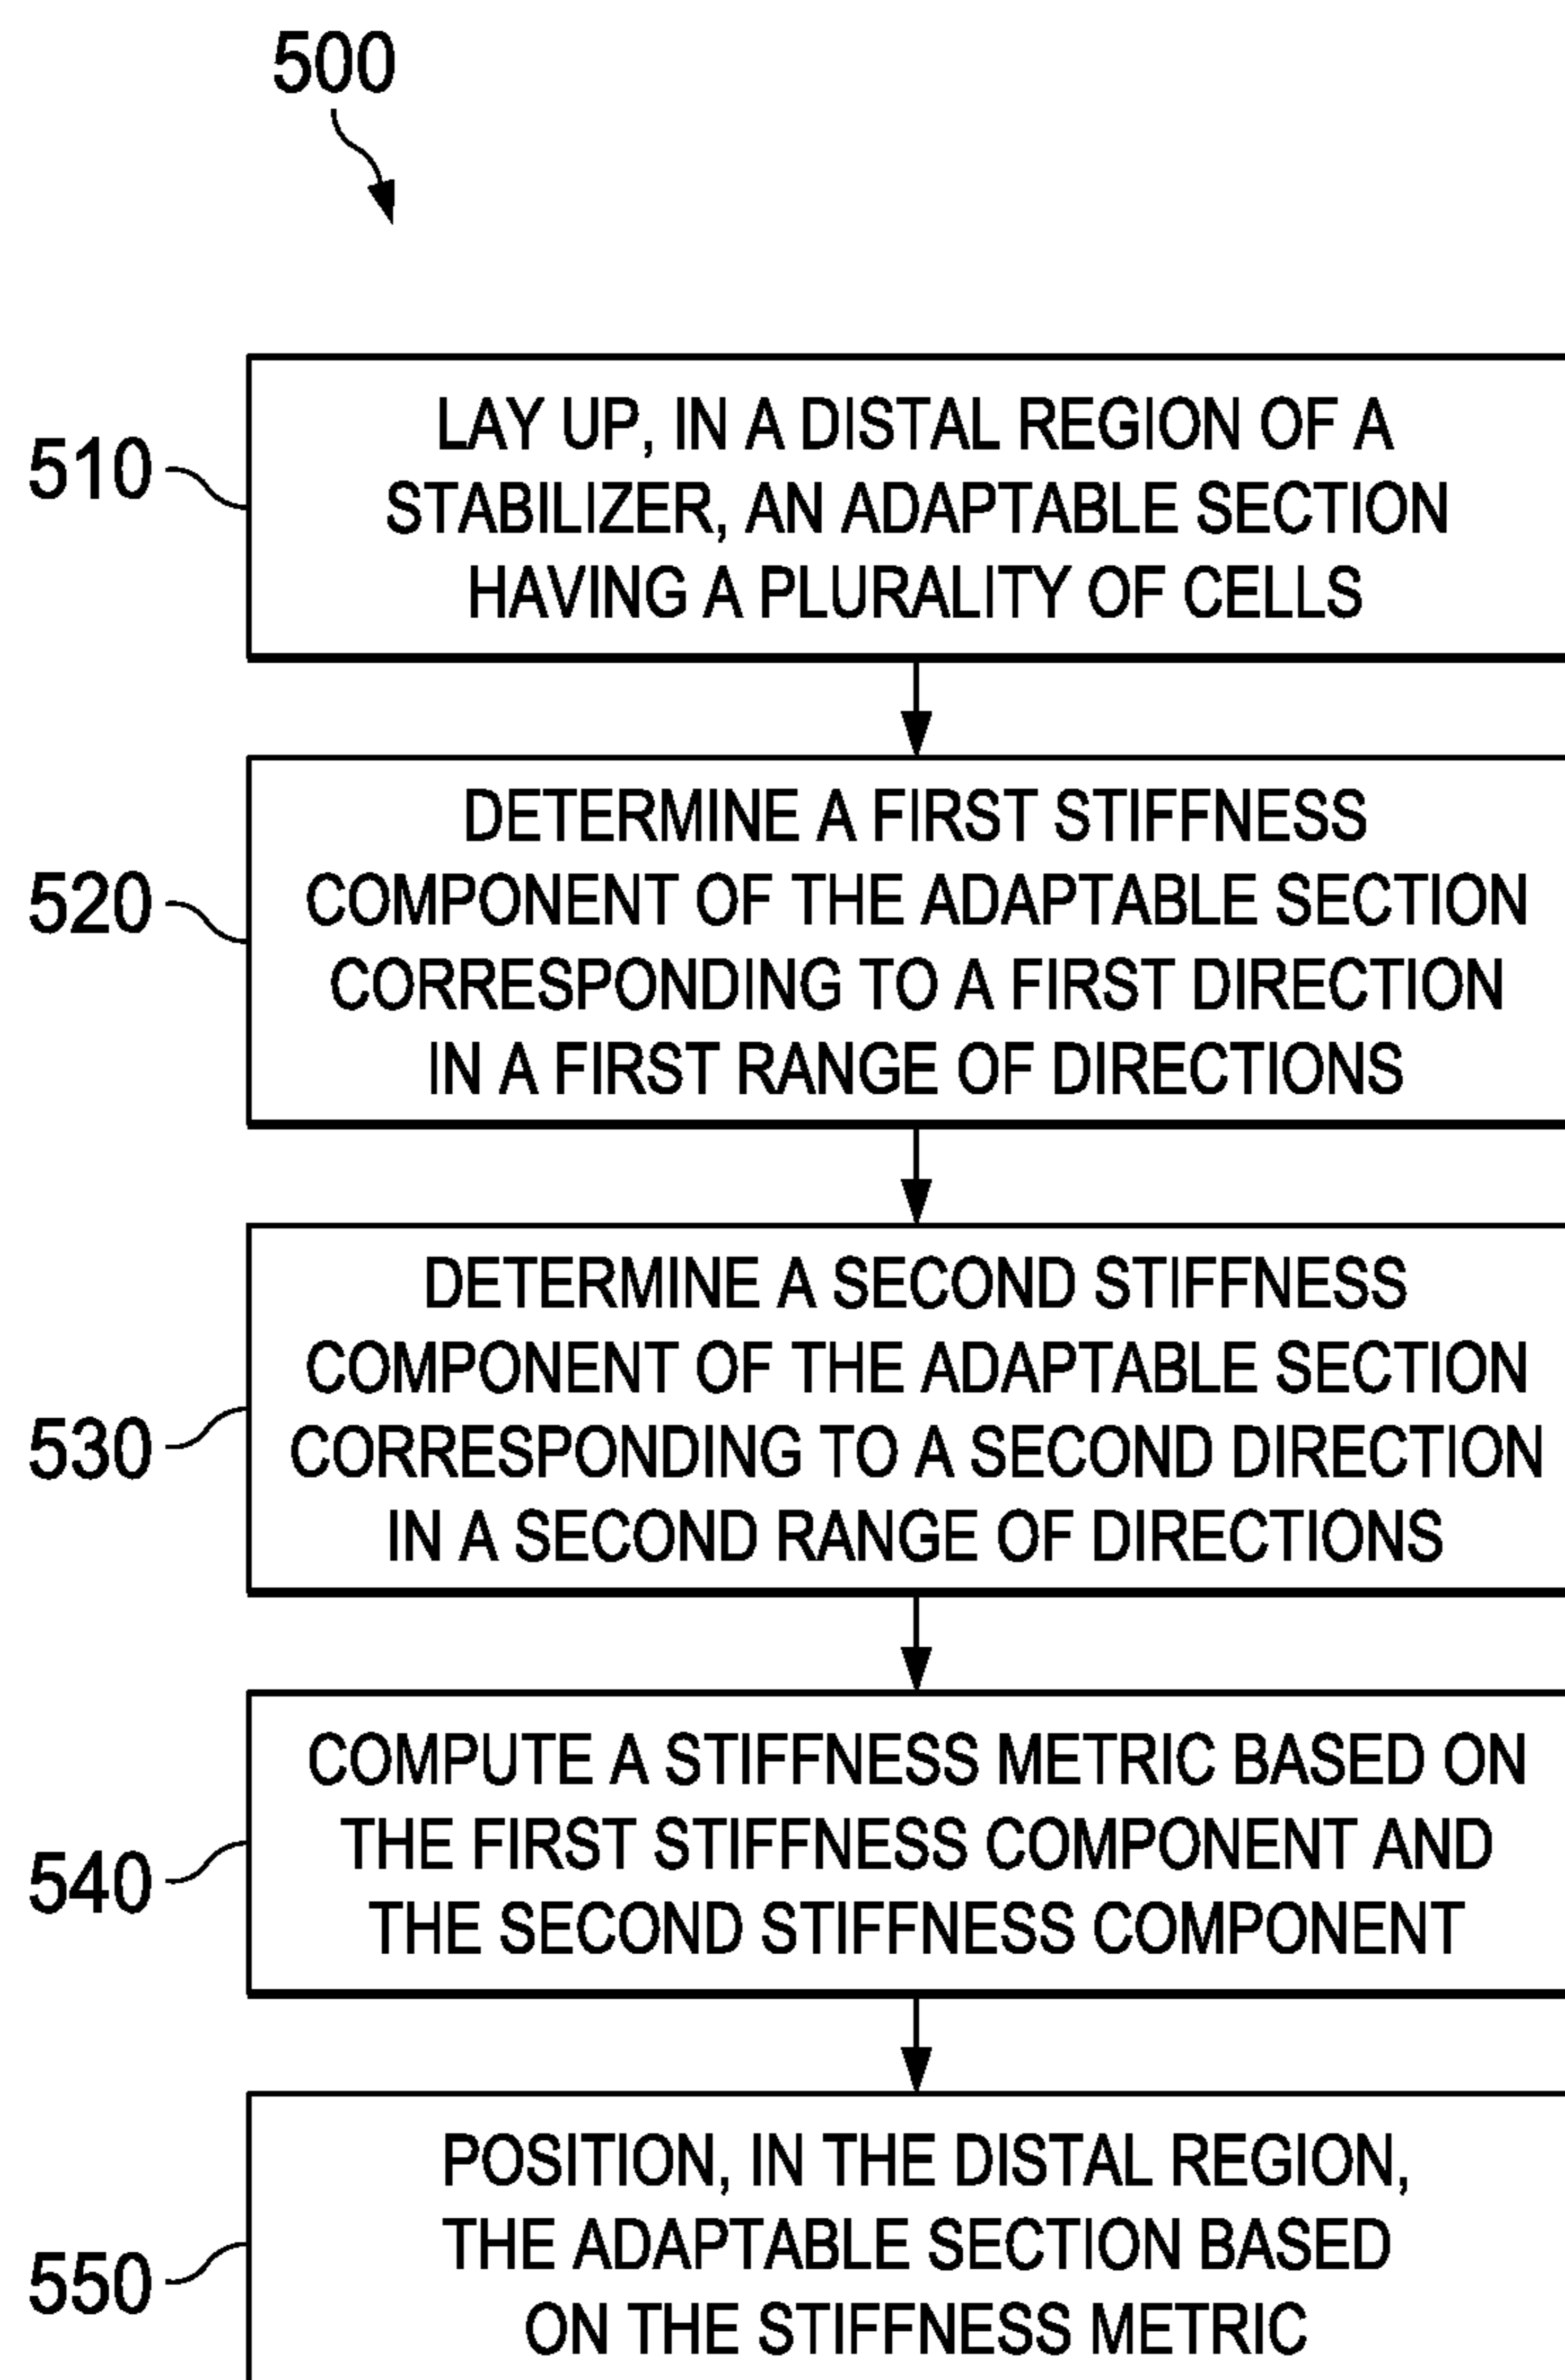 500
510
LAY UP, IN A DISTAL REGION OF A
STABILIZER, AN ADAPTABLE SECTION
HAVING A PLURALITY OF CELLS
520
DETERMINE A FIRST STIFFNESS
COMPONENT OF THE ADAPTABLE SECTION
CORRESPONDING TO A FIRST DIRECTION
IN A FIRST RANGE OF DIRECTIONS
530
DETERMINE A SECOND STIFFNESS
COMPONENT OF THE ADAPTABLE SECTION
CORRESPONDING TO A SECOND DIRECTION
IN A SECOND RANGE OF DIRECTIONS
540
COMPUTE A STIFFNESS METRIC BASED ON
THE FIRST STIFFNESS COMPONENT AND
THE SECOND STIFFNESS COMPONENT
550
POSITION, IN THE DISTAL REGION,
THE ADAPTABLE SECTION BASED
ON THE STIFFNESS METRIC